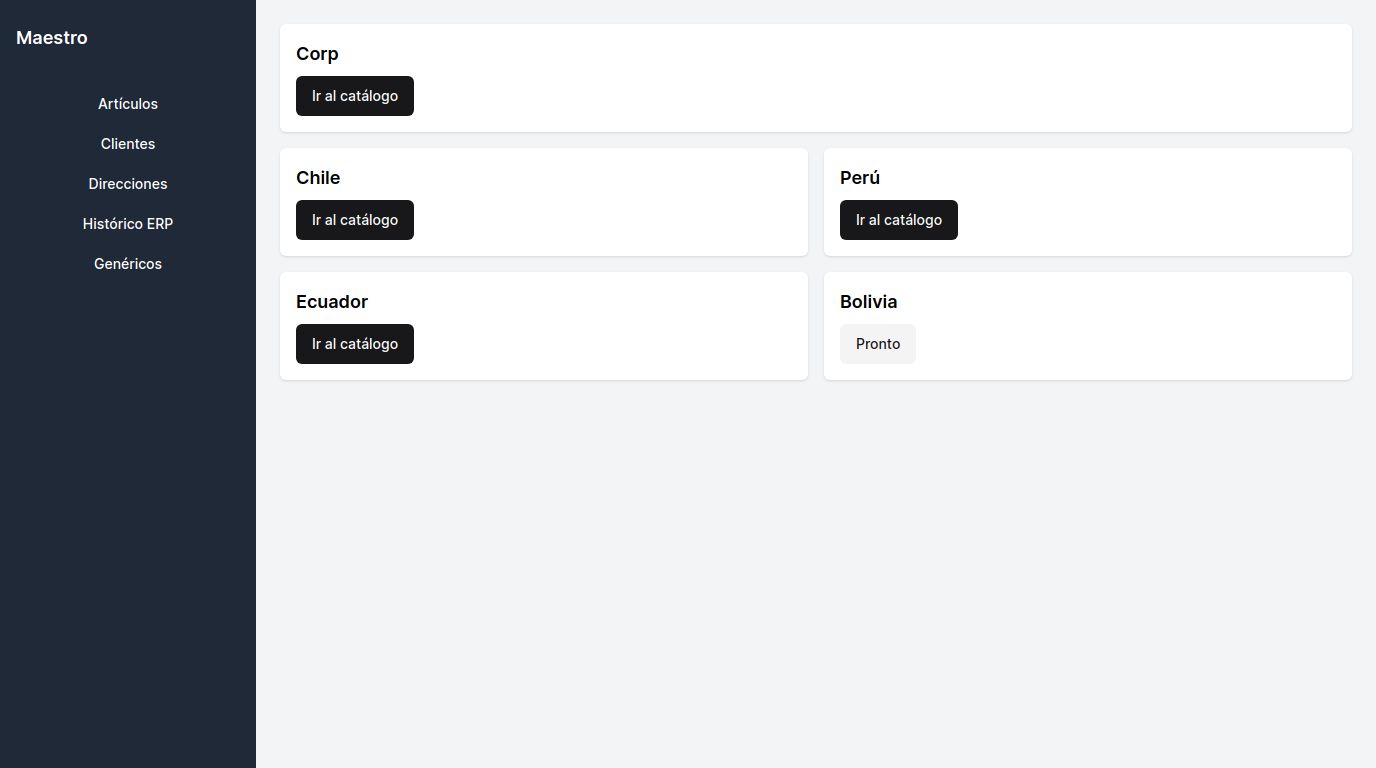 Maestro
Artículos
Clientes
Direcciones
Histórico ERP
Genéricos
Corp
Ir al catálogo
Chile
Ir al catálogo
Perú
Ir al catálogo
Ecuador
Ir al catálogo
Bolivia
Pronto